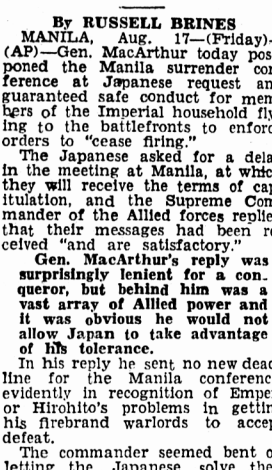 By RUSSELL BRINES
MANILA, Aug. 17—(Friday)—
(AP)—Gen. MacArthur today post
poned the Manila surrender con
ference at Japanese request an
guaranteed safe conduct for mem
bers of the Imperial household fly
ing to the battlefronts to enforc
orders to "cease firing."
The Japanese asked for a dela
in the meeting at Manila, at which
they will receive the terms of cap
itulation, and the Supreme Com
mander of the Allied forces replie
that their messages had been re
ceived "and are satisfactory."
Gen. MacArthur's reply was
surprisingly lenient for a con-
queror, but behind him was a
vast array of Allied power and
it was obvious he would not
allow Japan to take advantage
of his tolerance.
In his reply he sent no new dead
line for the Manila conferenc
evidently in recognition of Empe
or Hirohito's problems in gettin
his firebrand warlords to accep
defeat.
The commander seemed bent o
letting the Japanese solve the